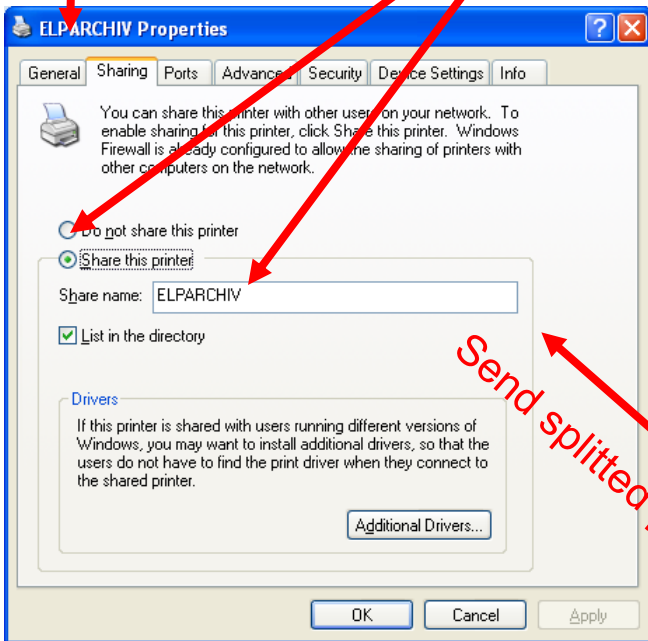 ELPARCHIV Properties
General Sharing Ports Advanced Security Device Settings Info
You can share this printer with other users on your network. To
enable sharing for this printer, click Share this printer. Windows
Firewall is already configured to allow the sharing of printers with
other computers on the network.
Do not share this printer
Share this printer
Share name: ELPARCHIV
List in the directory
Send splitted
Drivers
If this printer is shared with users running different versions of
Windows, you may want to install additional drivers, so that the
users do not have to find the print driver when they connect to
the shared printer.
Additional Drivers...
OK Cancel Apply